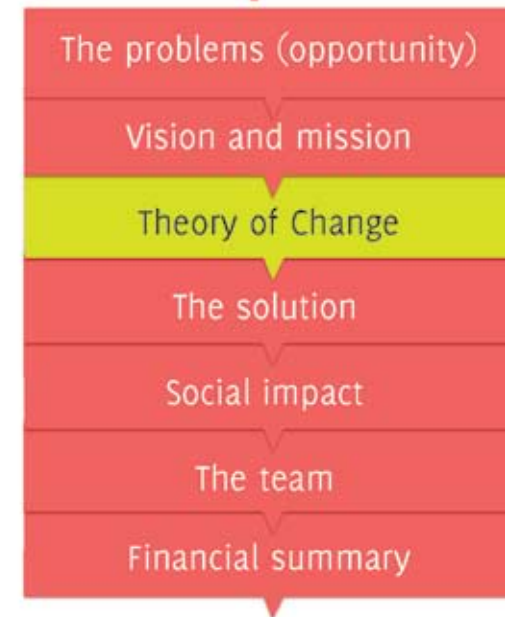 The problems (opportunity)
Vision and mission
Theory of Change
The solution
Social impact
The team
Financial summary